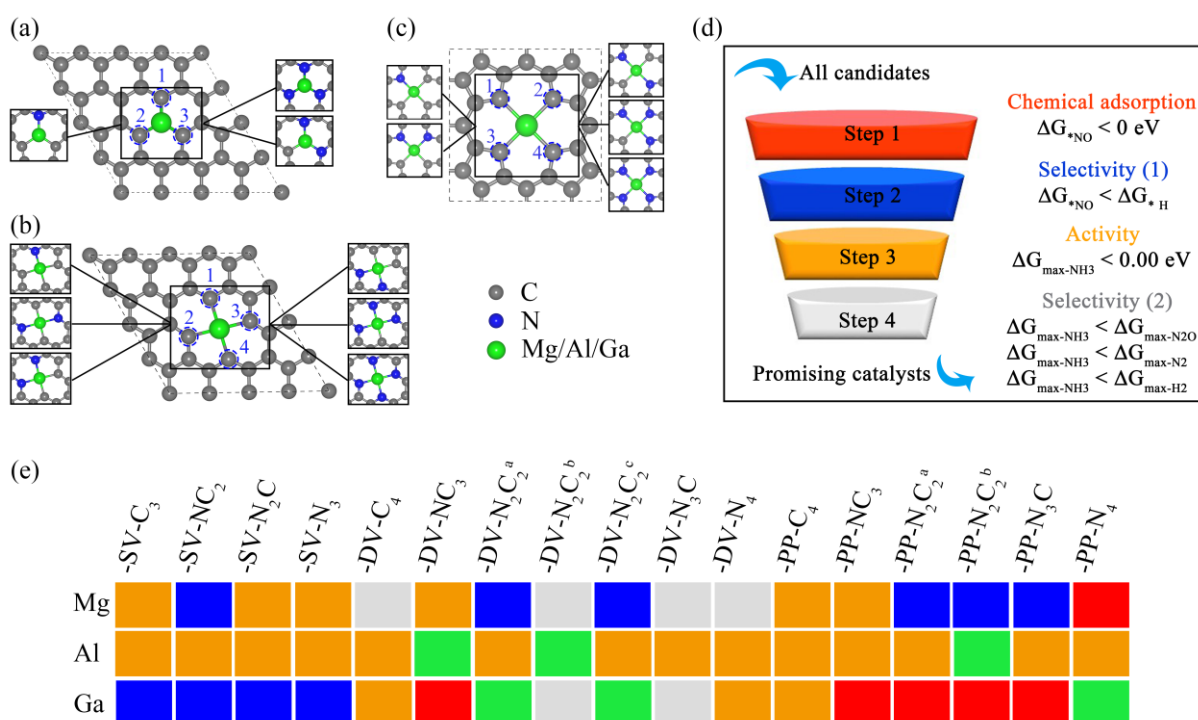 (a)
1
2
3
(b)
1
2
3
4
(c)
1
2
3
4
C
N
Mg/Al/Ga
(d)
All candidates
Step 1
Step 2
Step 3
Step 4
Promising catalysts
Chemical adsorption
ΔG*NO < 0 eV
Selectivity (1)
ΔG*NO < ΔG* H
Activity
ΔGmax-NH3 < 0.00 eV
Selectivity (2)
ΔGmax-NH3 < ΔGmax-N2O
ΔGmax-NH3 < ΔGmax-N2
ΔGmax-NH3 < ΔGmax-H2
(e)
-SV-C3
-SV-NC2
-SV-N2C
-SV-N3
-DV-C4
-DV-NC3
-DV-N2C2a
-DV-N2C2b
-DV-N2C2c
-DV-N3C
-DV-N4
-PP-C4
-PP-NC3
-PP-N2C2a
-PP-N2C2b
-PP-N3C
-PP-N4
Mg
Al
Ga